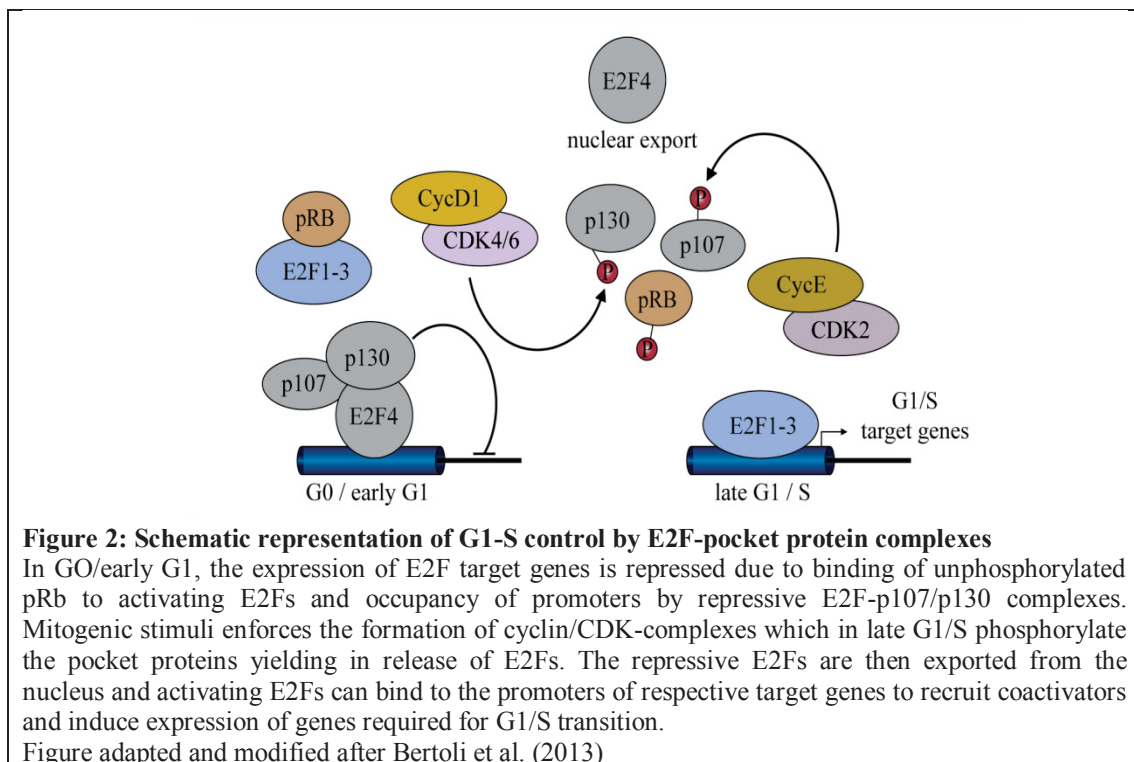 E2F4
nuclear export
CycD1
CDK4/6
pRB
E2F1-3
p130
P
P
p107
pRB
P
CycE
CDK2
p107
p130
E2F4
G0 / early G1
E2F1-3
G1/S
target genes
late G1 / S
Figure 2: Schematic representation of G1-S control by E2F-pocket protein complexes
In GO/early G1, the expression of E2F target genes is repressed due to binding of unphosphorylated
pRb to activating E2Fs and occupancy of promoters by repressive E2F-p107/p130 complexes.
Mitogenic stimuli enforces the formation of cyclin/CDK-complexes which in late G1/S phosphorylate
the pocket proteins yielding in release of E2Fs. The repressive E2Fs are then exported from the
nucleus and activating E2Fs can bind to the promoters of respective target genes to recruit coactivators
and induce expression of genes required for G1/S transition.
Figure adapted and modified after Bertoli et al. (2013)